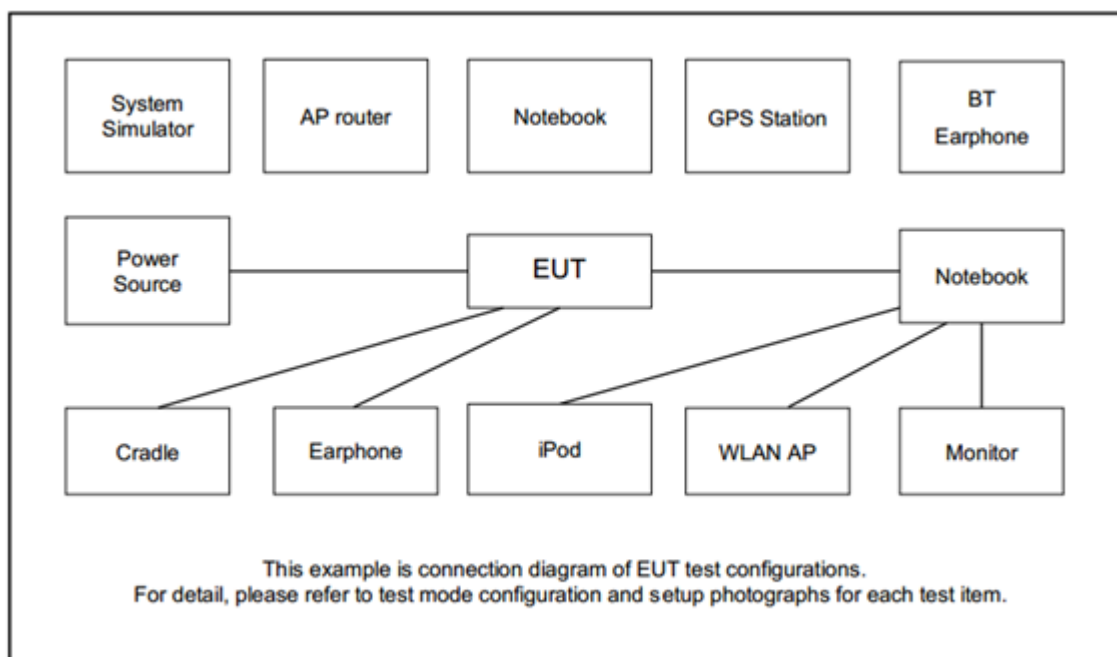 System
Simulator
AP router
Notebook
GPS Station
BT
Earphone
Power
Source
EUT
Notebook
Cradle
Earphone
iPod
WLAN AP
Monitor
This example is connection diagram of EUT test configurations.
For detail, please refer to test mode configuration and setup photographs for each test item.